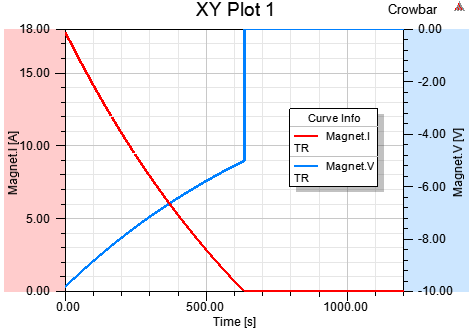 XY Plot 1
Crowbar
18.00
15.00
10.00
5.00
0.00
Magnet.I [A]
0.00
-2.00
-4.00
-6.00
-8.00
-10.00
Magnet.V [V]
Curve Info
Magnet.I
TR
Magnet.V
TR
0.00
500.00
1000.00
Time [s]